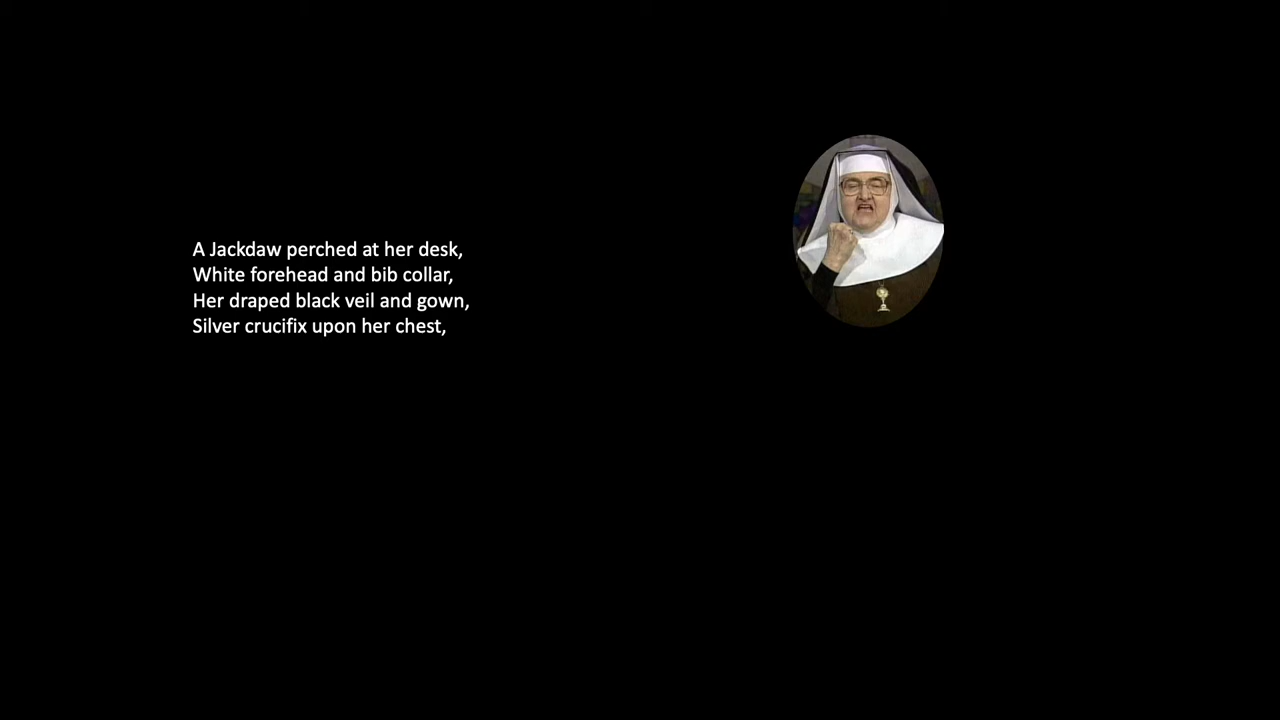 A Jackdaw perched at her desk,
White forehead and bib collar,
Her draped black veil and gown,
Silver crucifix upon her chest,